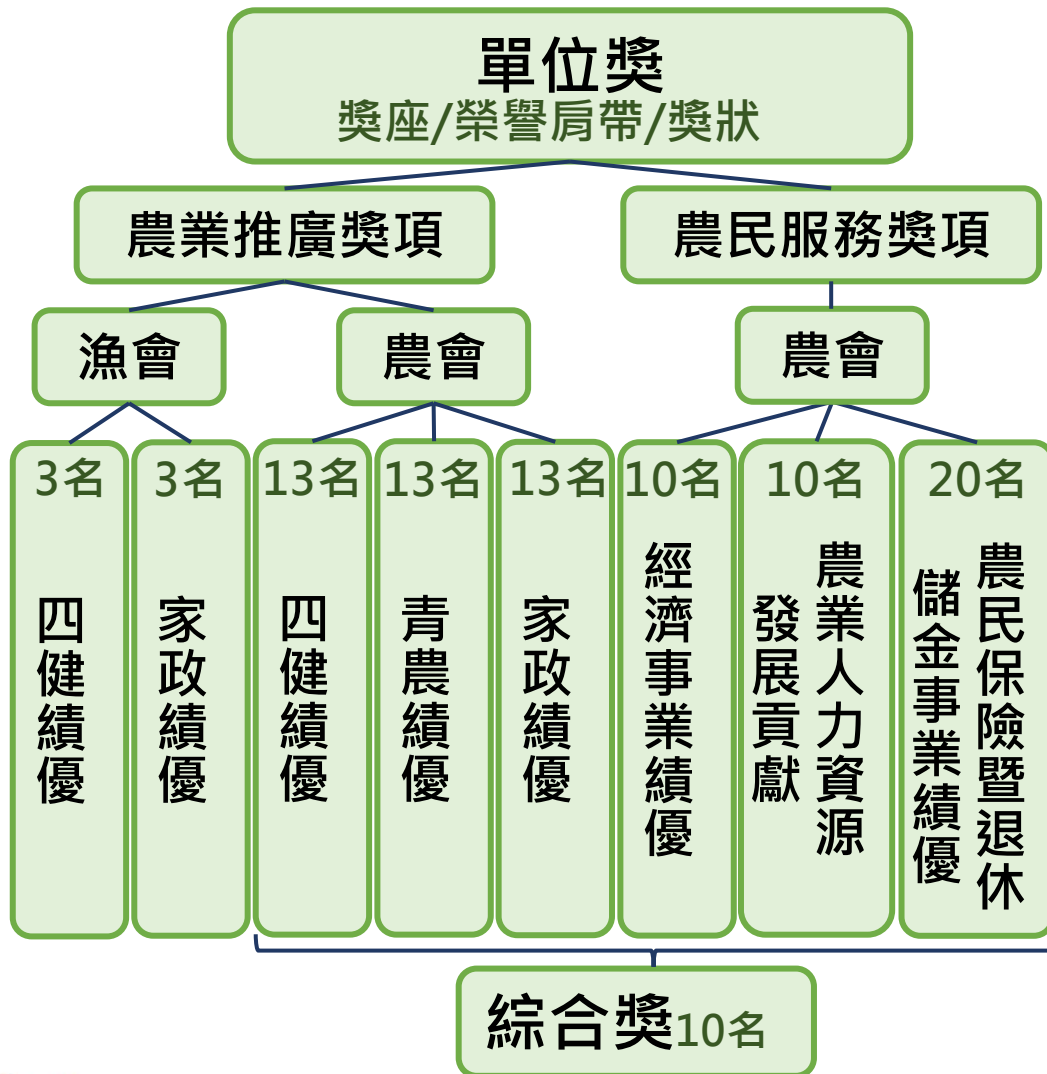 單位獎
獎座/榮譽肩帶/獎狀
農業推廣獎項
農民服務獎項
漁會
農會
農會
3名
四健績優
3名
家政績優
13名
四健績優
13名
青農績優
13名
家政績優
10名
經濟事業績優
10名
農業人力資源
發展貢獻
20名
農民保險暨退休
儲金事業績優
綜合獎10名